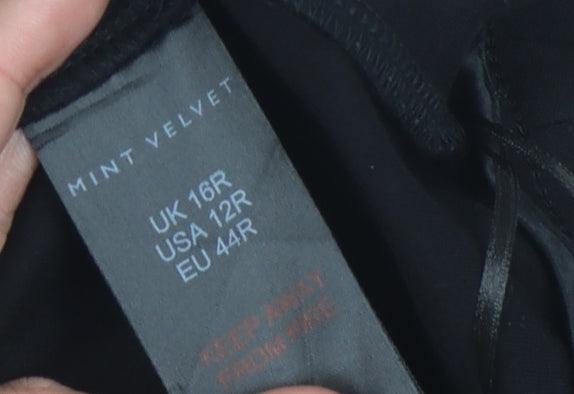 MINT VELVET
UK 16R
USA 12R
EU 44R
KEEP AWAY
FROM FIRE